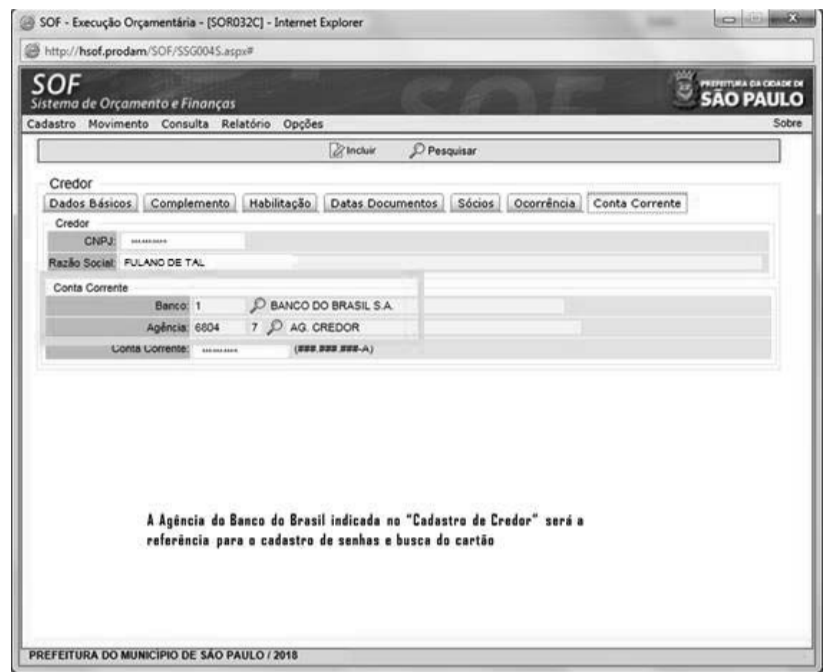 SOF - Execução Orçamentária - [SOR032C] - Internet Explorer
http://hsof.prodam/SOF/SSG004S.aspx#
SOF
Sistema de Orçamento e Finanças
PREFEITURA DA CIDADE DE
SÃO PAULO
Cadastro Movimento Consulta Relatório Opções Sobre
Incluir Pesquisar
Credor
Dados Básicos Complemento Habilitação Datas Documentos Sócios Ocorrência Conta Corrente
Credor
CNPJ:
Razão Social: FULANO DE TAL
Conta Corrente
Banco: 1 BANCO DO BRASIL S.A.
Agência: 6804 7 AG. CREDOR
Conta Corrente: (###.###.###-A)
A Agência do Banco do Brasil indicada no "Cadastro de Credor" será a
referência para o cadastro de senhas e busca do cartão
PREFEITURA DO MUNICÍPIO DE SÃO PAULO / 2018